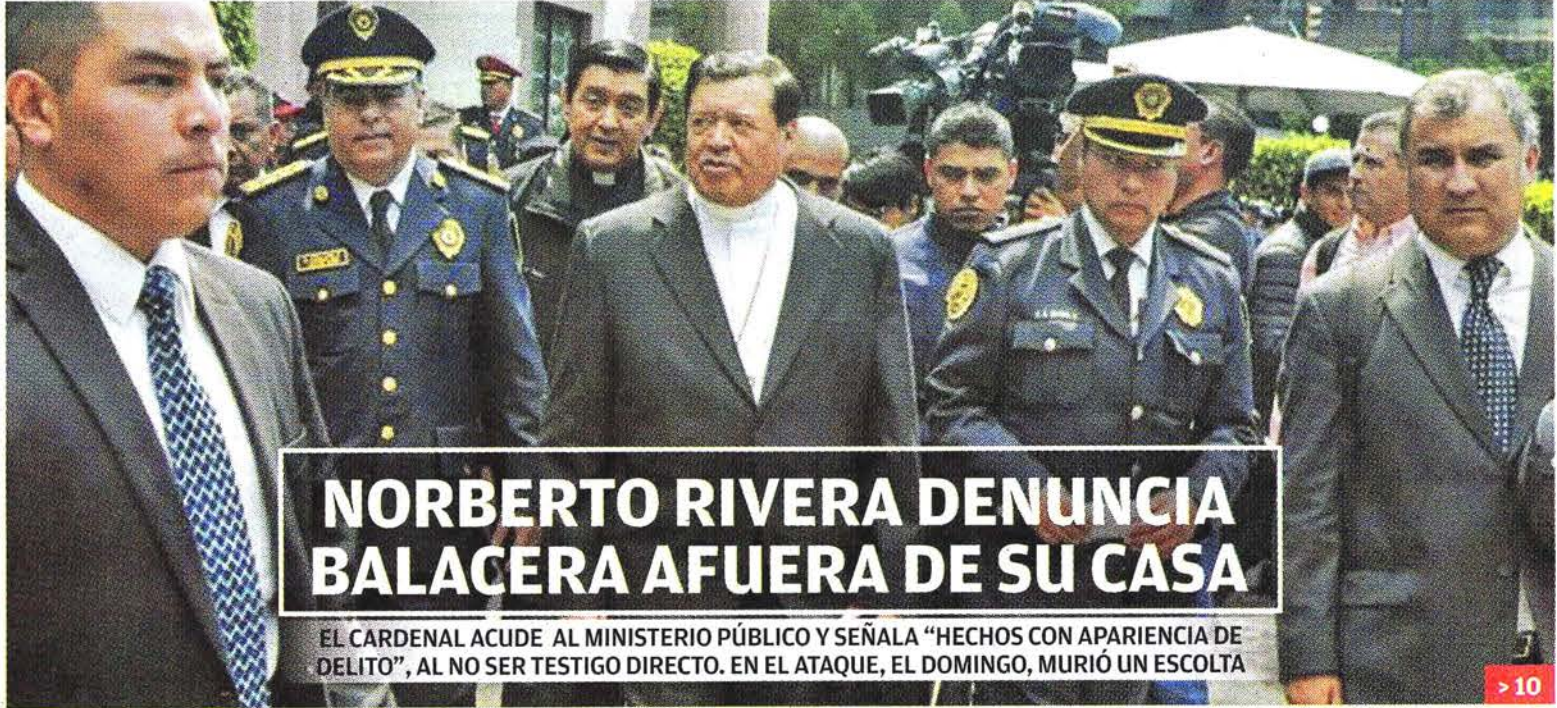 NORBERTO RIVERA DENUNCIA
BALACERA AFUERA DE SU CASA
EL CARDENAL ACUDE AL MINISTERIO PÚBLICO Y SEÑALA “HECHOS CON APARIENCIA DE
DELITO”, AL NO SER TESTIGO DIRECTO. EN EL ATAQUE, EL DOMINGO, MURIÓ UN ESCOLTA
> 10